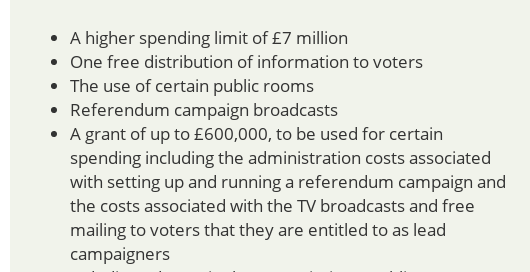 A higher spending limit of £7 million
One free distribution of information to voters
The use of certain public rooms
Referendum campaign broadcasts
A grant of up to £600,000, to be used for certain
spending including the administration costs associated
with setting up and running a referendum campaign and
the costs associated with the TV broadcasts and free
mailing to voters that they are entitled to as lead
campaigners